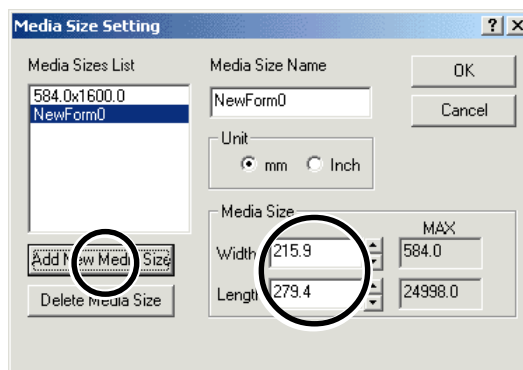 Media Size Setting
Media Sizes List
584.0x1600.0
NewForm0
Add New Media Size
Delete Media Size
Media Size Name
NewForm0
Unit
mm
Inch
Media Size
MAX
Width
215.9
584.0
Length
279.4
24998.0
OK
Cancel